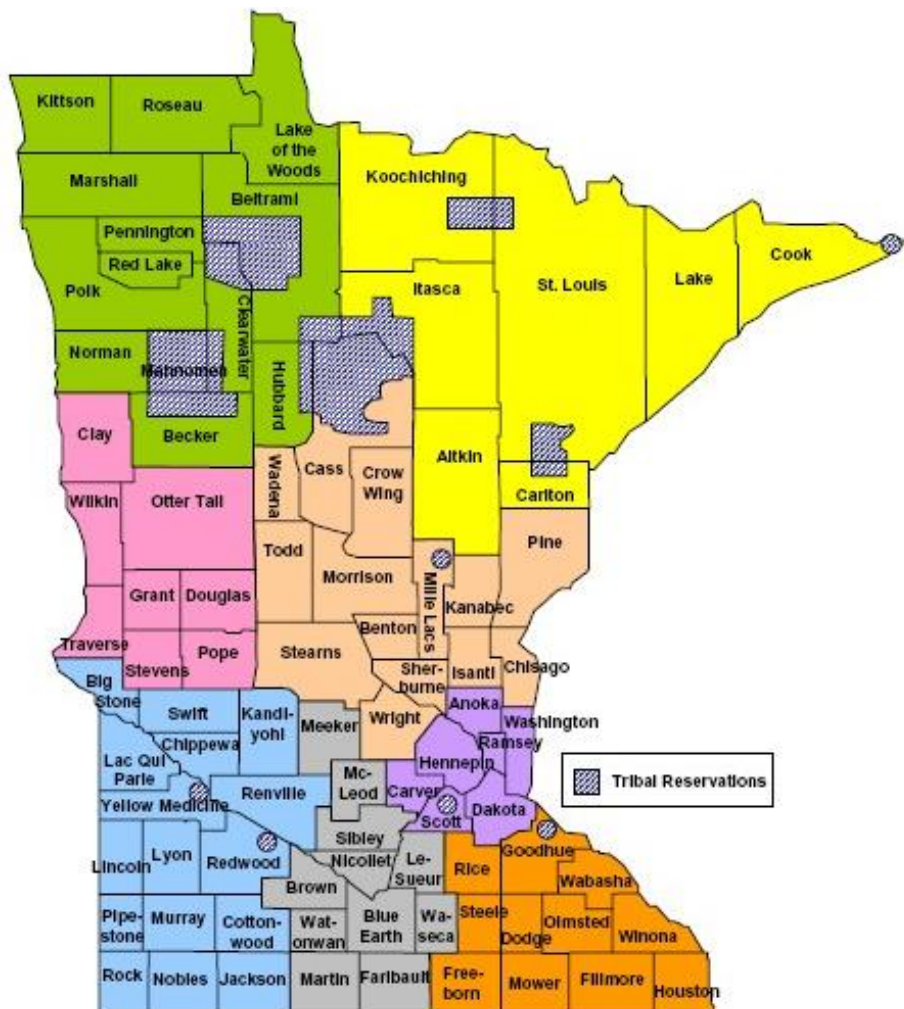 Kittson
Roseau
Lake
of the
Woods
Marshall
Beltrami
Koochiching
Pennington
Red Lake
Polk
Clearwater
Itasca
St. Louis
Lake
Cook
Norman
Mahnomen
Hubbard
Clay
Becker
Cass
Crow
Wing
Aitkin
Carlton
Wadena
Wilkin
Otter Tail
Todd
Pine
Morrison
Mille Lacs
Grant
Douglas
Kanabec
Benton
Traverse
Stevens
Pope
Stearns
Sher-
burne
Isanti
Chisago
Big
Stone
Swift
Kandi-
yohi
Meeker
Wright
Anoka
Washington
Ramsey
Hennepin
Chippewa
Lac Qui
Parle
Mc-
Leod
Carver
Scott
Dakota
Tribal Reservations
Yellow Medicine
Renville
Sibley
Nicollet
Le-
Sueur
Rice
Goodhue
Wabasha
Lincoln
Lyon
Redwood
Brown
Pipe-
stone
Murray
Cotton-
wood
Wat-
onwan
Blue
Earth
Wa-
seca
Steele
Dodge
Olmsted
Winona
Rock
Nobles
Jackson
Martin
Faribault
Free-
born
Mower
Fillmore
Houston